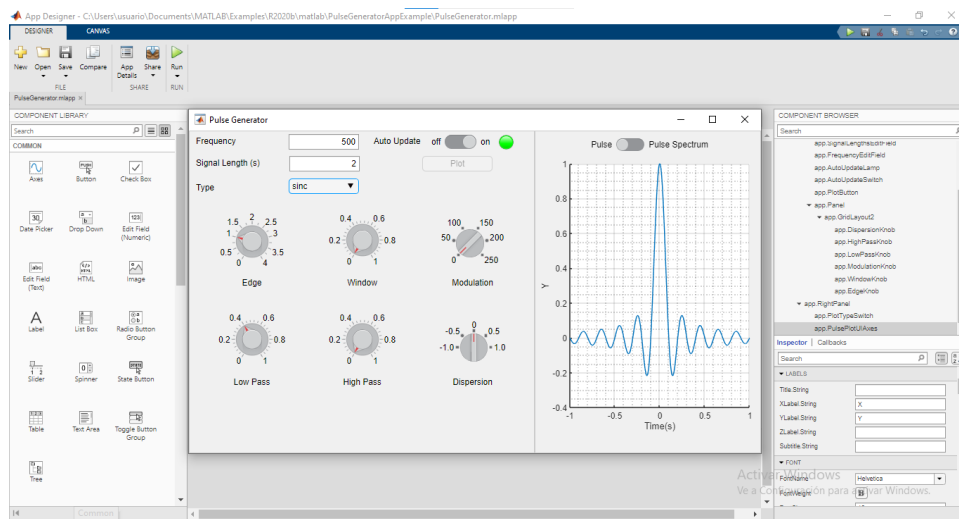 App Designer - C:\Users\usuario\Documents\MATLAB\Examples\R2020b\matlab\PulseGeneratorAppExample\PulseGenerator.mlapp
DESIGNER CANVAS
New Open Save Compare App Details Share Run
FILE SHARE RUN
PulseGenerator.mlapp ×
COMPONENT LIBRARY
Search
COMMON
Axes Button Check Box
Date Picker Drop Down Edit Field (Numeric)
Edit Field (Text) HTML Image
Label List Box Radio Button Group
Slider Spinner State Button
Table Text Area Toggle Button Group
Tree
Common
Pulse Generator
Frequency 500 Auto Update off on
Signal Length (s) 2 Plot
Type sinc
0 0.5 1 1.5 2 2.5 3 3.5 4
Edge
0 0.2 0.4 0.6 0.8 1
Window
0 50 100 150 200 250
Modulation
0 0.2 0.4 0.6 0.8 1
Low Pass
0 0.2 0.4 0.6 0.8 1
High Pass
-1.0 -0.5 0 0.5 1.0
Dispersion
Pulse Pulse Spectrum
1
0.8
0.6
0.4
0.2
0
-0.2
-0.4
Y
-1 -0.5 0 0.5 1
Time(s)
COMPONENT BROWSER
Search
app.SignalLengthsEditField
app.FrequencyEditField
app.AutoUpdateLamp
app.AutoUpdateSwitch
app.PlotButton
app.Panel
app.GridLayout2
app.DispersionKnob
app.HighPassKnob
app.LowPassKnob
app.ModulationKnob
app.WindowKnob
app.EdgeKnob
app.RightPanel
app.PlotTypeSwitch
app.PulsePlotUIAxes
Inspector | Callbacks
Search
LABELS
Title.String
XLabel.String X
YLabel.String Y
ZLabel.String
Subtitle.String
FONT
FontName Helvetica
FontWeight B
Activar Windows
Ve a Configuración para activar Windows.